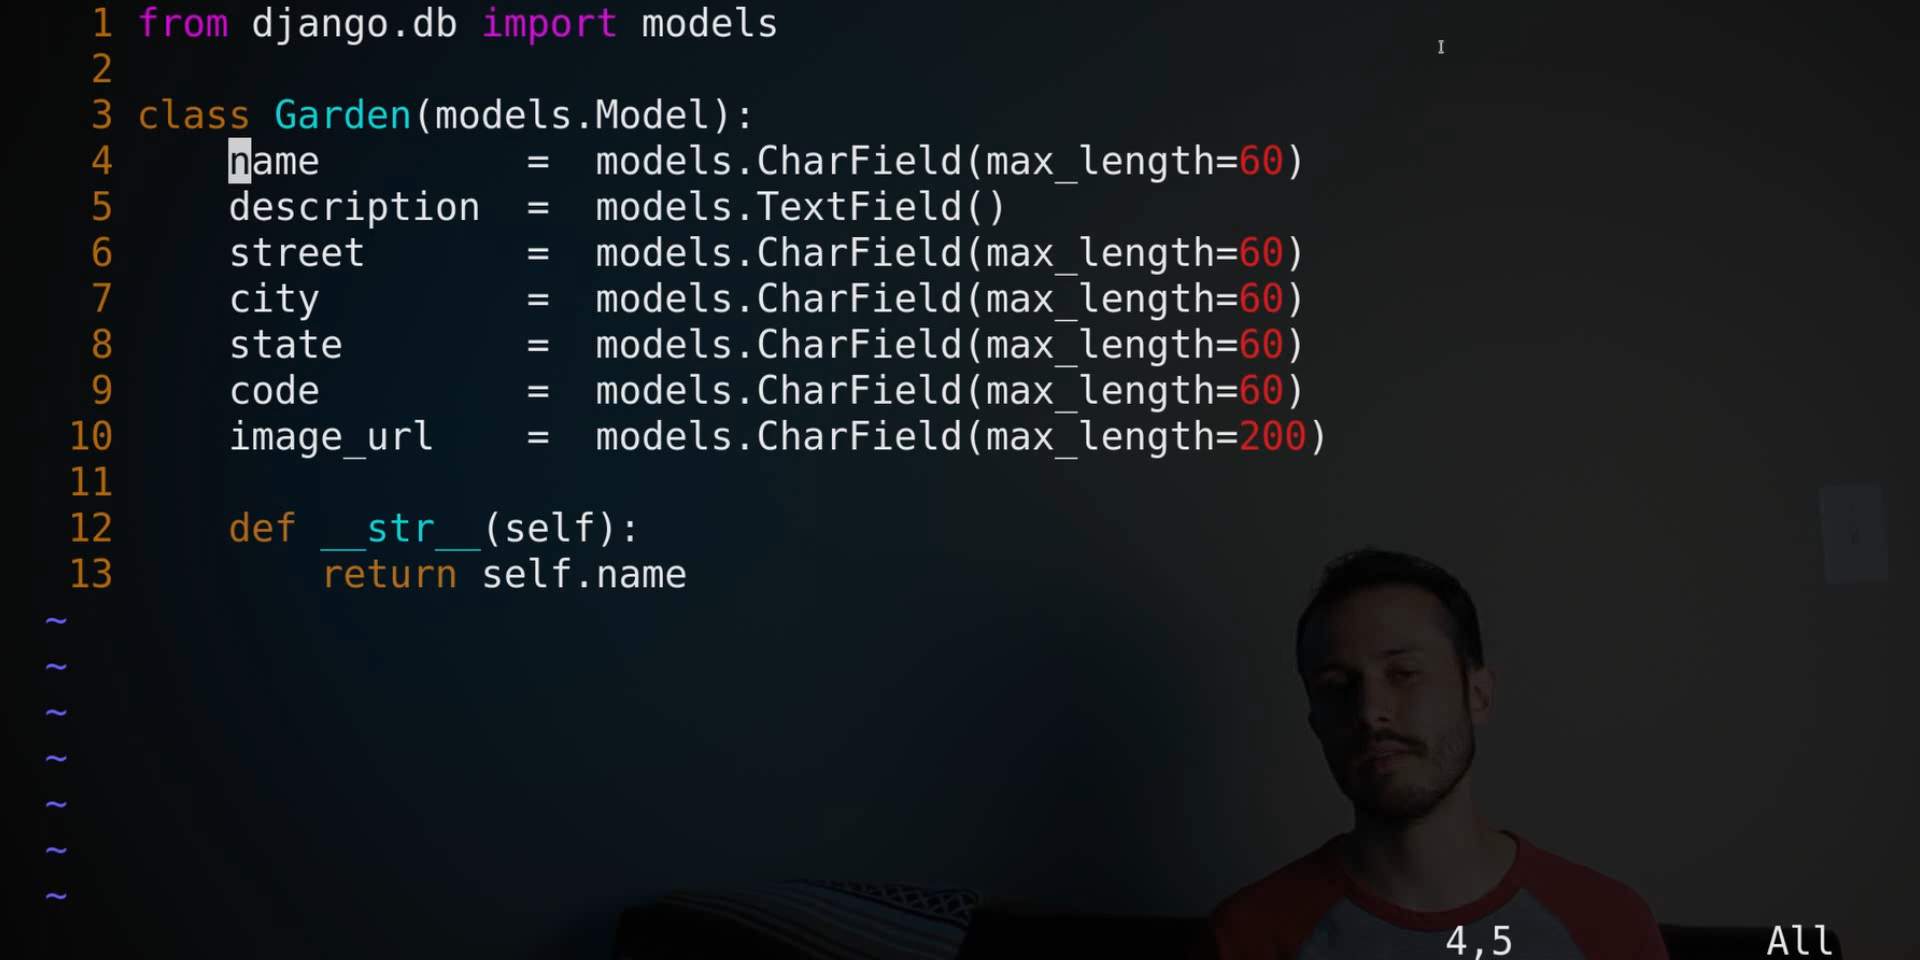 1 from django.db import models
2
3 class Garden(models.Model):
4     name         =  models.CharField(max_length=60)
5     description  =  models.TextField()
6     street       =  models.CharField(max_length=60)
7     city         =  models.CharField(max_length=60)
8     state        =  models.CharField(max_length=60)
9     code         =  models.CharField(max_length=60)
10     image_url    =  models.CharField(max_length=200)
11
12     def __str__(self):
13         return self.name
~
~
~
~
~
~
~
4,5 All